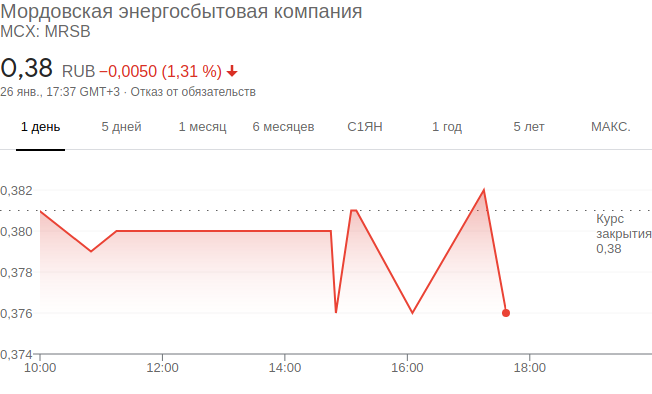 Мордовская энергосбытовая компания
MCX: MRSB
0,38 RUB −0,0050 (1,31 %)
26 янв., 17:37 GMT+3 · Отказ от обязательств
1 день 5 дней 1 месяц 6 месяцев С1ЯН 1 год 5 лет МАКС.
0,382
0,380
0,378
0,376
0,374
Курс
закрытия
0,38
10:00 12:00 14:00 16:00 18:00